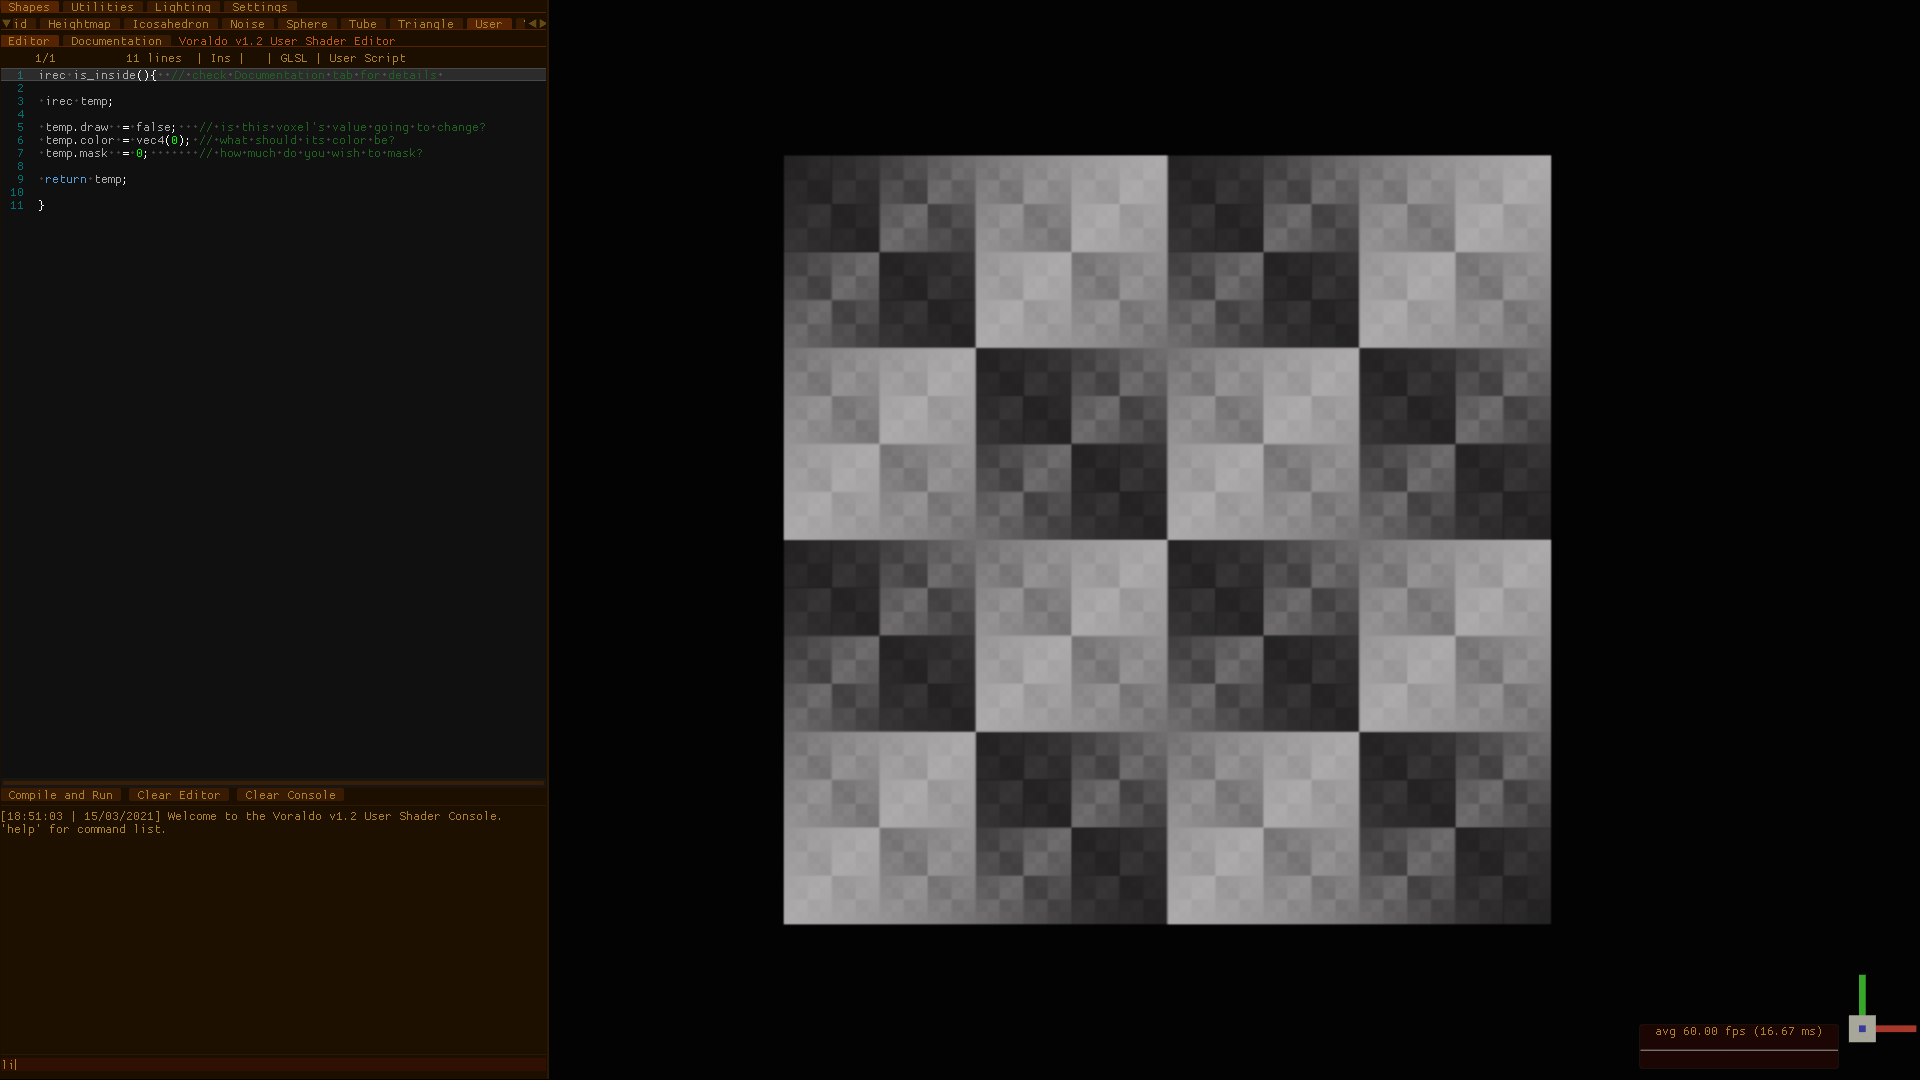 Shapes Utilities Lighting Settings
id Heightmap Icosahedron Noise Sphere Tube Triangle User
Editor Documentation Voraldo v1.2 User Shader Editor
1/1 11 lines | Ins | | GLSL | User Script
1 irec is_inside(){ // check Documentation tab for details
2
3 irec temp;
4
5 temp.draw = false; // is this voxel's value going to change?
6 temp.color = vec4(0); // what should its color be?
7 temp.mask = 0; // how much do you wish to mask?
8
9 return temp;
10
11 }
Compile and Run Clear Editor Clear Console
[18:51:03 | 15/03/2021] Welcome to the Voraldo v1.2 User Shader Console.
'help' for command list.
li
avg 60.00 fps (16.67 ms)